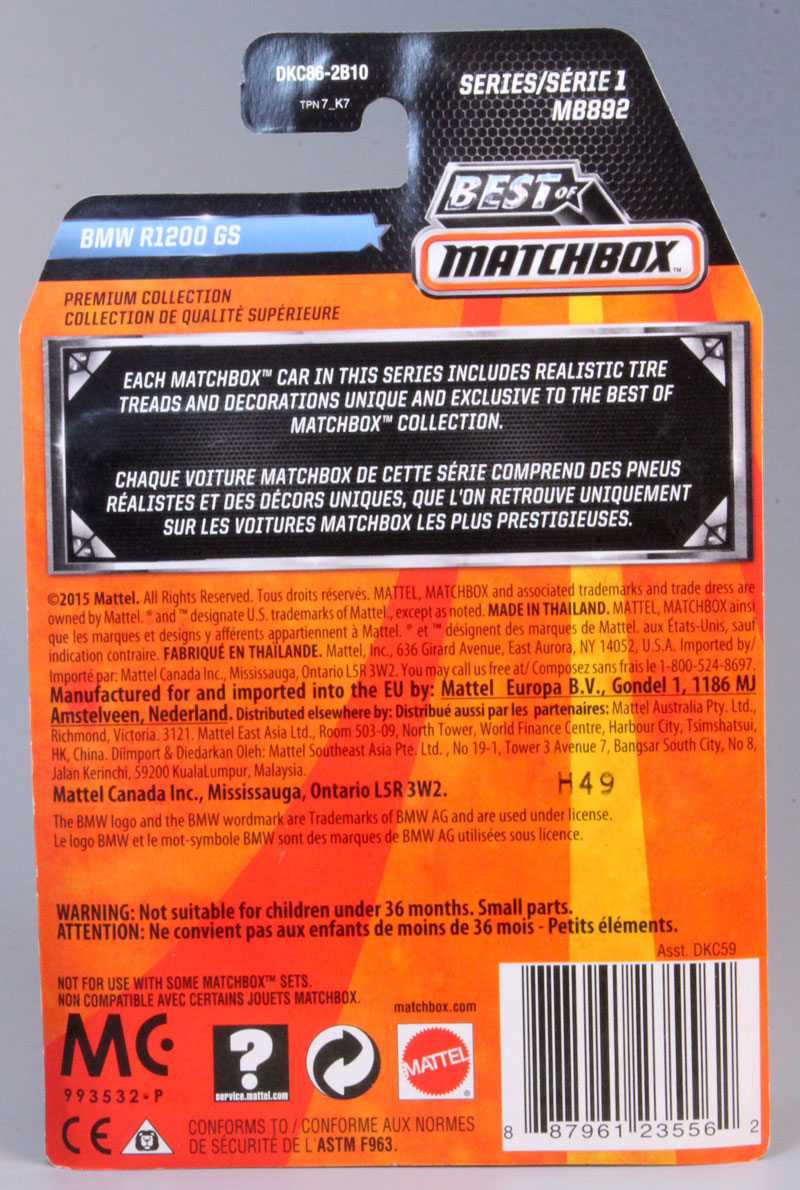 DKC86-2B10
TPN 7_K7
SERIES/SÉRIE 1
MB892
BEST OF
MATCHBOX™
BMW R1200 GS
PREMIUM COLLECTION
COLLECTION DE QUALITÉ SUPÉRIEURE
EACH MATCHBOX™ CAR IN THIS SERIES INCLUDES REALISTIC TIRE
TREADS AND DECORATIONS UNIQUE AND EXCLUSIVE TO THE BEST OF
MATCHBOX™ COLLECTION.
CHAQUE VOITURE MATCHBOX DE CETTE SÉRIE COMPREND DES PNEUS
RÉALISTES ET DES DÉCORS UNIQUES, QUE L'ON RETROUVE UNIQUEMENT
SUR LES VOITURES MATCHBOX LES PLUS PRESTIGIEUSES.
©2015 Mattel. All Rights Reserved. Tous droits réservés. MATTEL, MATCHBOX and associated trademarks and trade dress are
owned by Mattel. ® and ™ designate U.S. trademarks of Mattel., except as noted. MADE IN THAILAND. MATTEL, MATCHBOX ainsi
que les marques et designs y afférents appartiennent à Mattel. ® et ™ désignent des marques de Mattel. aux États-Unis, sauf
indication contraire. FABRIQUÉ EN THAÏLANDE. Mattel, Inc., 636 Girard Avenue, East Aurora, NY 14052, U.S.A. Imported by/
Importé par: Mattel Canada Inc., Mississauga, Ontario L5R 3W2. You may call us free at/ Composez sans frais le 1-800-524-8697.
Manufactured for and imported into the EU by: Mattel Europa B.V., Gondel 1, 1186 MJ
Amstelveen, Nederland. Distributed elsewhere by: Distribué aussi par les partenaires: Mattel Australia Pty. Ltd.,
Richmond, Victoria. 3121. Mattel East Asia Ltd., Room 503-09, North Tower, World Finance Centre, Harbour City, Tsimshatsui,
HK, China. Diimport & Diedarkan Oleh: Mattel Southeast Asia Pte. Ltd. , No 19-1, Tower 3 Avenue 7, Bangsar South City, No 8,
Jalan Kerinchi, 59200 KualaLumpur, Malaysia.
Mattel Canada Inc., Mississauga, Ontario L5R 3W2.
H49
The BMW logo and the BMW wordmark are Trademarks of BMW AG and are used under license.
Le logo BMW et le mot-symbole BMW sont des marques de BMW AG utilisées sous licence.
WARNING: Not suitable for children under 36 months. Small parts.
ATTENTION: Ne convient pas aux enfants de moins de 36 mois - Petits éléments.
Asst. DKC59
NOT FOR USE WITH SOME MATCHBOX™ SETS.
NON COMPATIBLE AVEC CERTAINS JOUETS MATCHBOX.
matchbox.com
MC
993532-P
?
service.mattel.com
MATTEL®
CE
CONFORMS TO / CONFORME AUX NORMES
DE SÉCURITÉ DE L'ASTM F963.
8 87961 23556 2